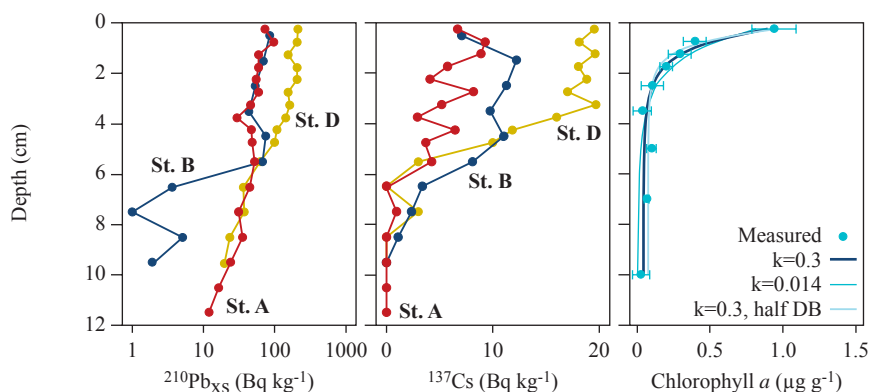 0
2
4
6
8
10
12
Depth (cm)
St. B
St. D
St. A
1 10 100 1000
²¹⁰Pb_XS (Bq kg⁻¹)
St. D
St. B
St. A
0 10 20
¹³⁷Cs (Bq kg⁻¹)
Measured
k=0.3
k=0.014
k=0.3, half DB
0 0.5 1.0 1.5
Chlorophyll a (µg g⁻¹)